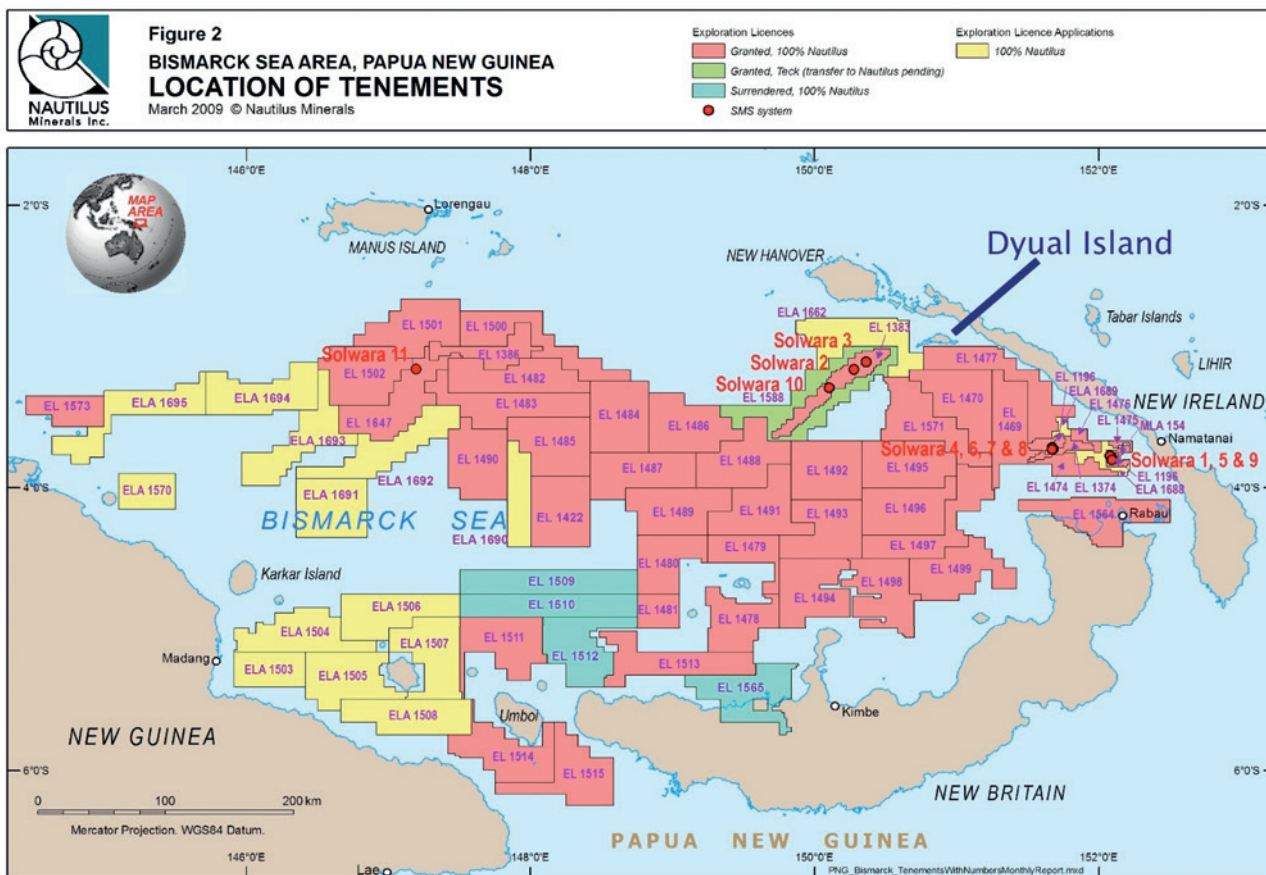 NAUTILUS
Minerals Inc.
Figure 2
BISMARCK SEA AREA, PAPUA NEW GUINEA
LOCATION OF TENEMENTS
March 2009 © Nautilus Minerals
Exploration Licences
Granted, 100% Nautilus
Granted, Teck (transfer to Nautilus pending)
Surrendered, 100% Nautilus
SMS system
Exploration Licence Applications
100% Nautilus
146°0'E
148°0'E
150°0'E
152°0'E
2°0'S
2°0'S
MAP
AREA
Lorengau
MANUS ISLAND
NEW HANOVER
Dyual Island
Tabar Islands
LIHIR
ELA 1662
EL 1383
EL 1501
EL 1500
Solwara 3
Solwara 11
EL 1386
Solwara 2
EL 1477
EL 1502
EL 1482
Solwara 10
EL 1196
ELA 1689
EL 1573
ELA 1695
ELA 1694
EL 1483
EL 1588
EL 1470
EL 1476
NEW IRELAND
EL 1484
EL 1486
EL 1469
EL 1475
EL 1647
EL 1571
MLA 154
ELA 1693
EL 1485
Namatanai
Solwara 4, 6, 7 & 8
Solwara 1, 5 & 9
EL 1490
EL 1487
EL 1488
EL 1492
EL 1495
EL 1196
ELA 1692
EL 1474
EL 1374
ELA 1688
4°0'S
4°0'S
ELA 1570
ELA 1691
EL 1422
EL 1489
EL 1491
EL 1493
EL 1496
EL 1564
Rabaul
BISMARCK SEA
ELA 1690
EL 1479
EL 1497
EL 1480
EL 1499
Karkar Island
EL 1509
EL 1498
EL 1494
ELA 1506
EL 1510
EL 1481
EL 1478
ELA 1504
ELA 1507
EL 1511
EL 1512
Madang
ELA 1503
ELA 1505
EL 1513
EL 1565
ELA 1508
Umboi
Kimbe
NEW GUINEA
EL 1514
EL 1515
6°0'S
6°0'S
NEW BRITAIN
0 100 200 km
Mercator Projection. WGS84 Datum.
PAPUA NEW GUINEA
146°0'E
148°0'E
150°0'E
152°0'E
Lae
PNG_Bismarck_TenementsWithNumbersMonthlyReport.mxd